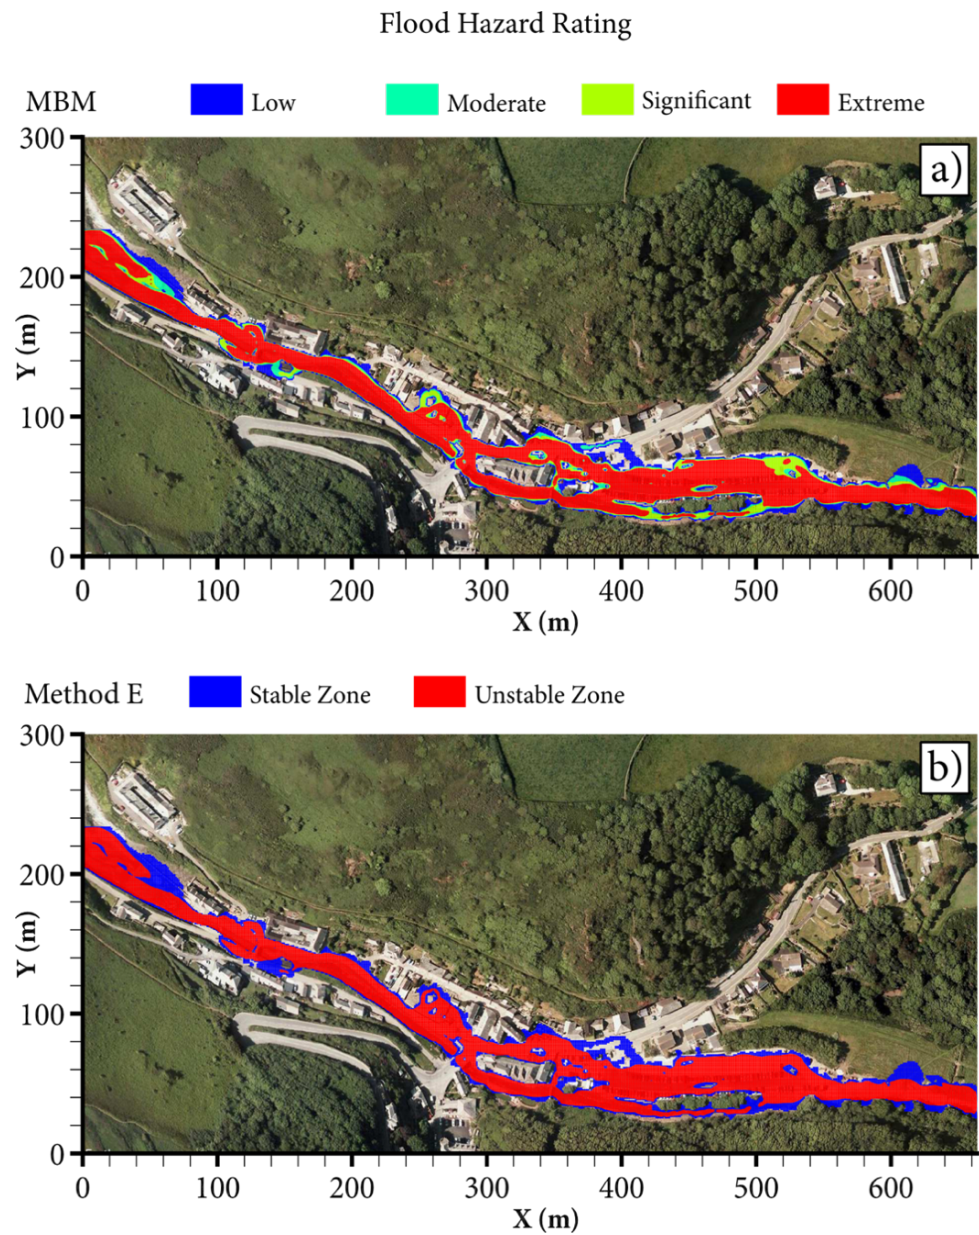 Flood Hazard Rating
MBM Low Moderate Significant Extreme
a)
300
200
100
0
Y (m)
0 100 200 300 400 500 600
X (m)
Method E Stable Zone Unstable Zone
b)
300
200
100
0
Y (m)
0 100 200 300 400 500 600
X (m)